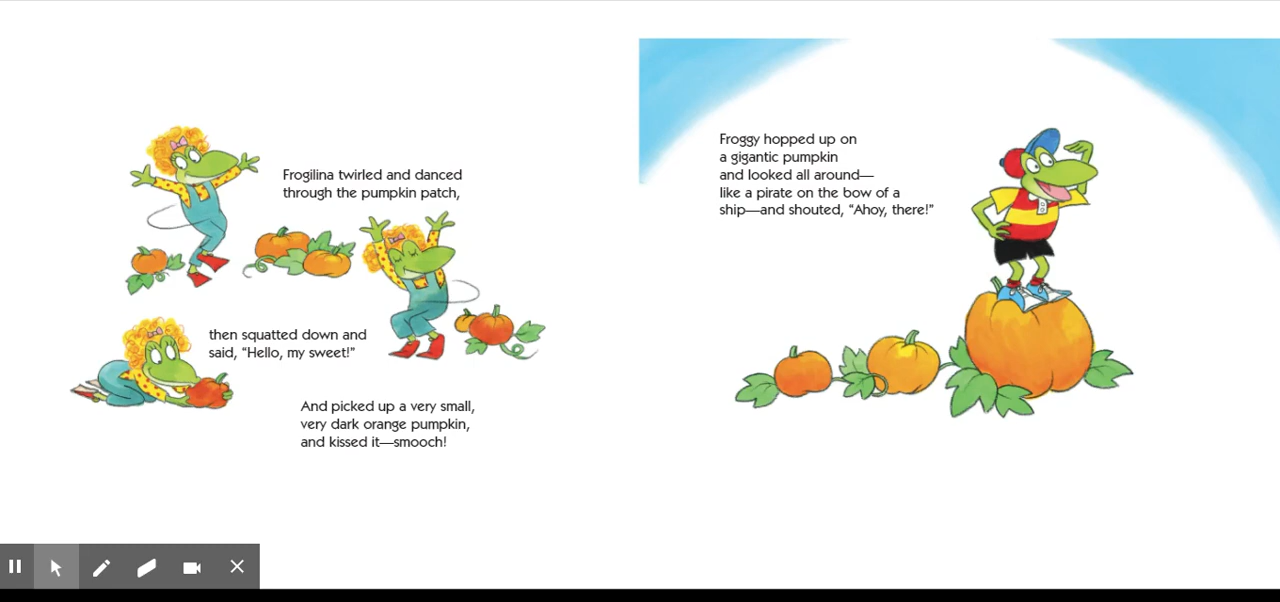 Frogilina twirled and danced
through the pumpkin patch,
then squatted down and
said, “Hello, my sweet!”
And picked up a very small,
very dark orange pumpkin,
and kissed it—smooch!
Froggy hopped up on
a gigantic pumpkin
and looked all around—
like a pirate on the bow of a
ship—and shouted, “Ahoy, there!”